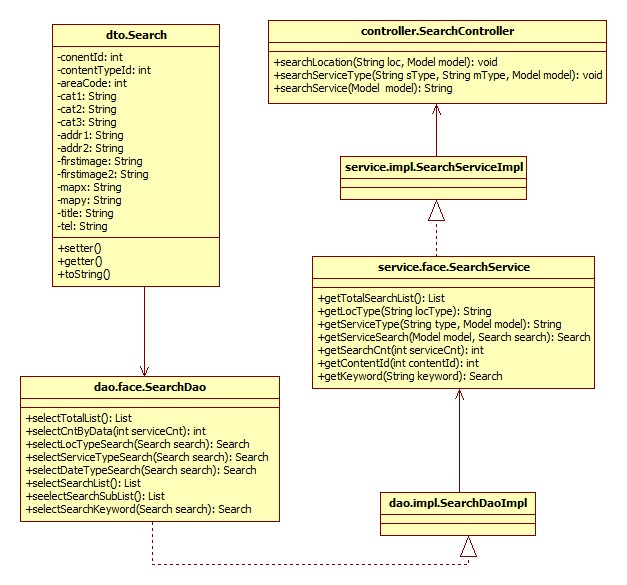 dto.Search
-conentId: int
-contentTypeId: int
-areaCode: int
-cat1: String
-cat2: String
-cat3: String
-addr1: String
-addr2: String
-firstimage: String
-firstimage2: String
-mapx: String
-mapy: String
-title: String
-tel: String
+setter()
+getter()
+toString()
controller.SearchController
+searchLocation(String loc, Model model): void
+searchServiceType(String sType, String mType, Model model): void
+searchService(Model model): String
service.impl.SearchServiceImpl
service.face.SearchService
+getTotalSearchList(): List
+getLocType(String locType): String
+getServiceType(String type, Model model): String
+getServiceSearch(Model model, Search search): Search
+getSearchCnt(int serviceCnt): int
+getContentId(int contentId): int
+getKeyword(String keyword): Search
dao.face.SearchDao
+selectTotalList(): List
+selectCntByData(int serviceCnt): int
+selectLocTypeSearch(Search search): Search
+selectServiceTypeSearch(Search search): Search
+selectDateTypeSearch(Search search): Search
+selectSearchList(): List
+seelectSearchSubList(): List
+selectSearchKeyword(Search search): Search
dao.impl.SearchDaoImpl